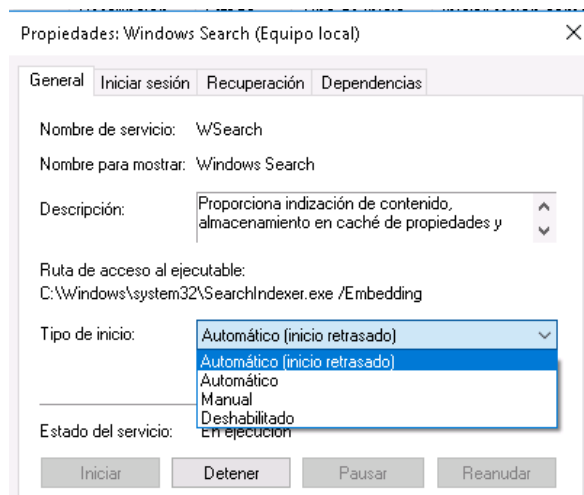 Propiedades: Windows Search (Equipo local)
General Iniciar sesión Recuperación Dependencias
Nombre de servicio: WSearch
Nombre para mostrar: Windows Search
Descripción: Proporciona indización de contenido,
almacenamiento en caché de propiedades y
Ruta de acceso al ejecutable:
C:\Windows\system32\SearchIndexer.exe /Embedding
Tipo de inicio: Automático (inicio retrasado)
Automático (inicio retrasado)
Automático
Manual
Deshabilitado
Estado del servicio: En ejecución
Iniciar Detener Pausar Reanudar